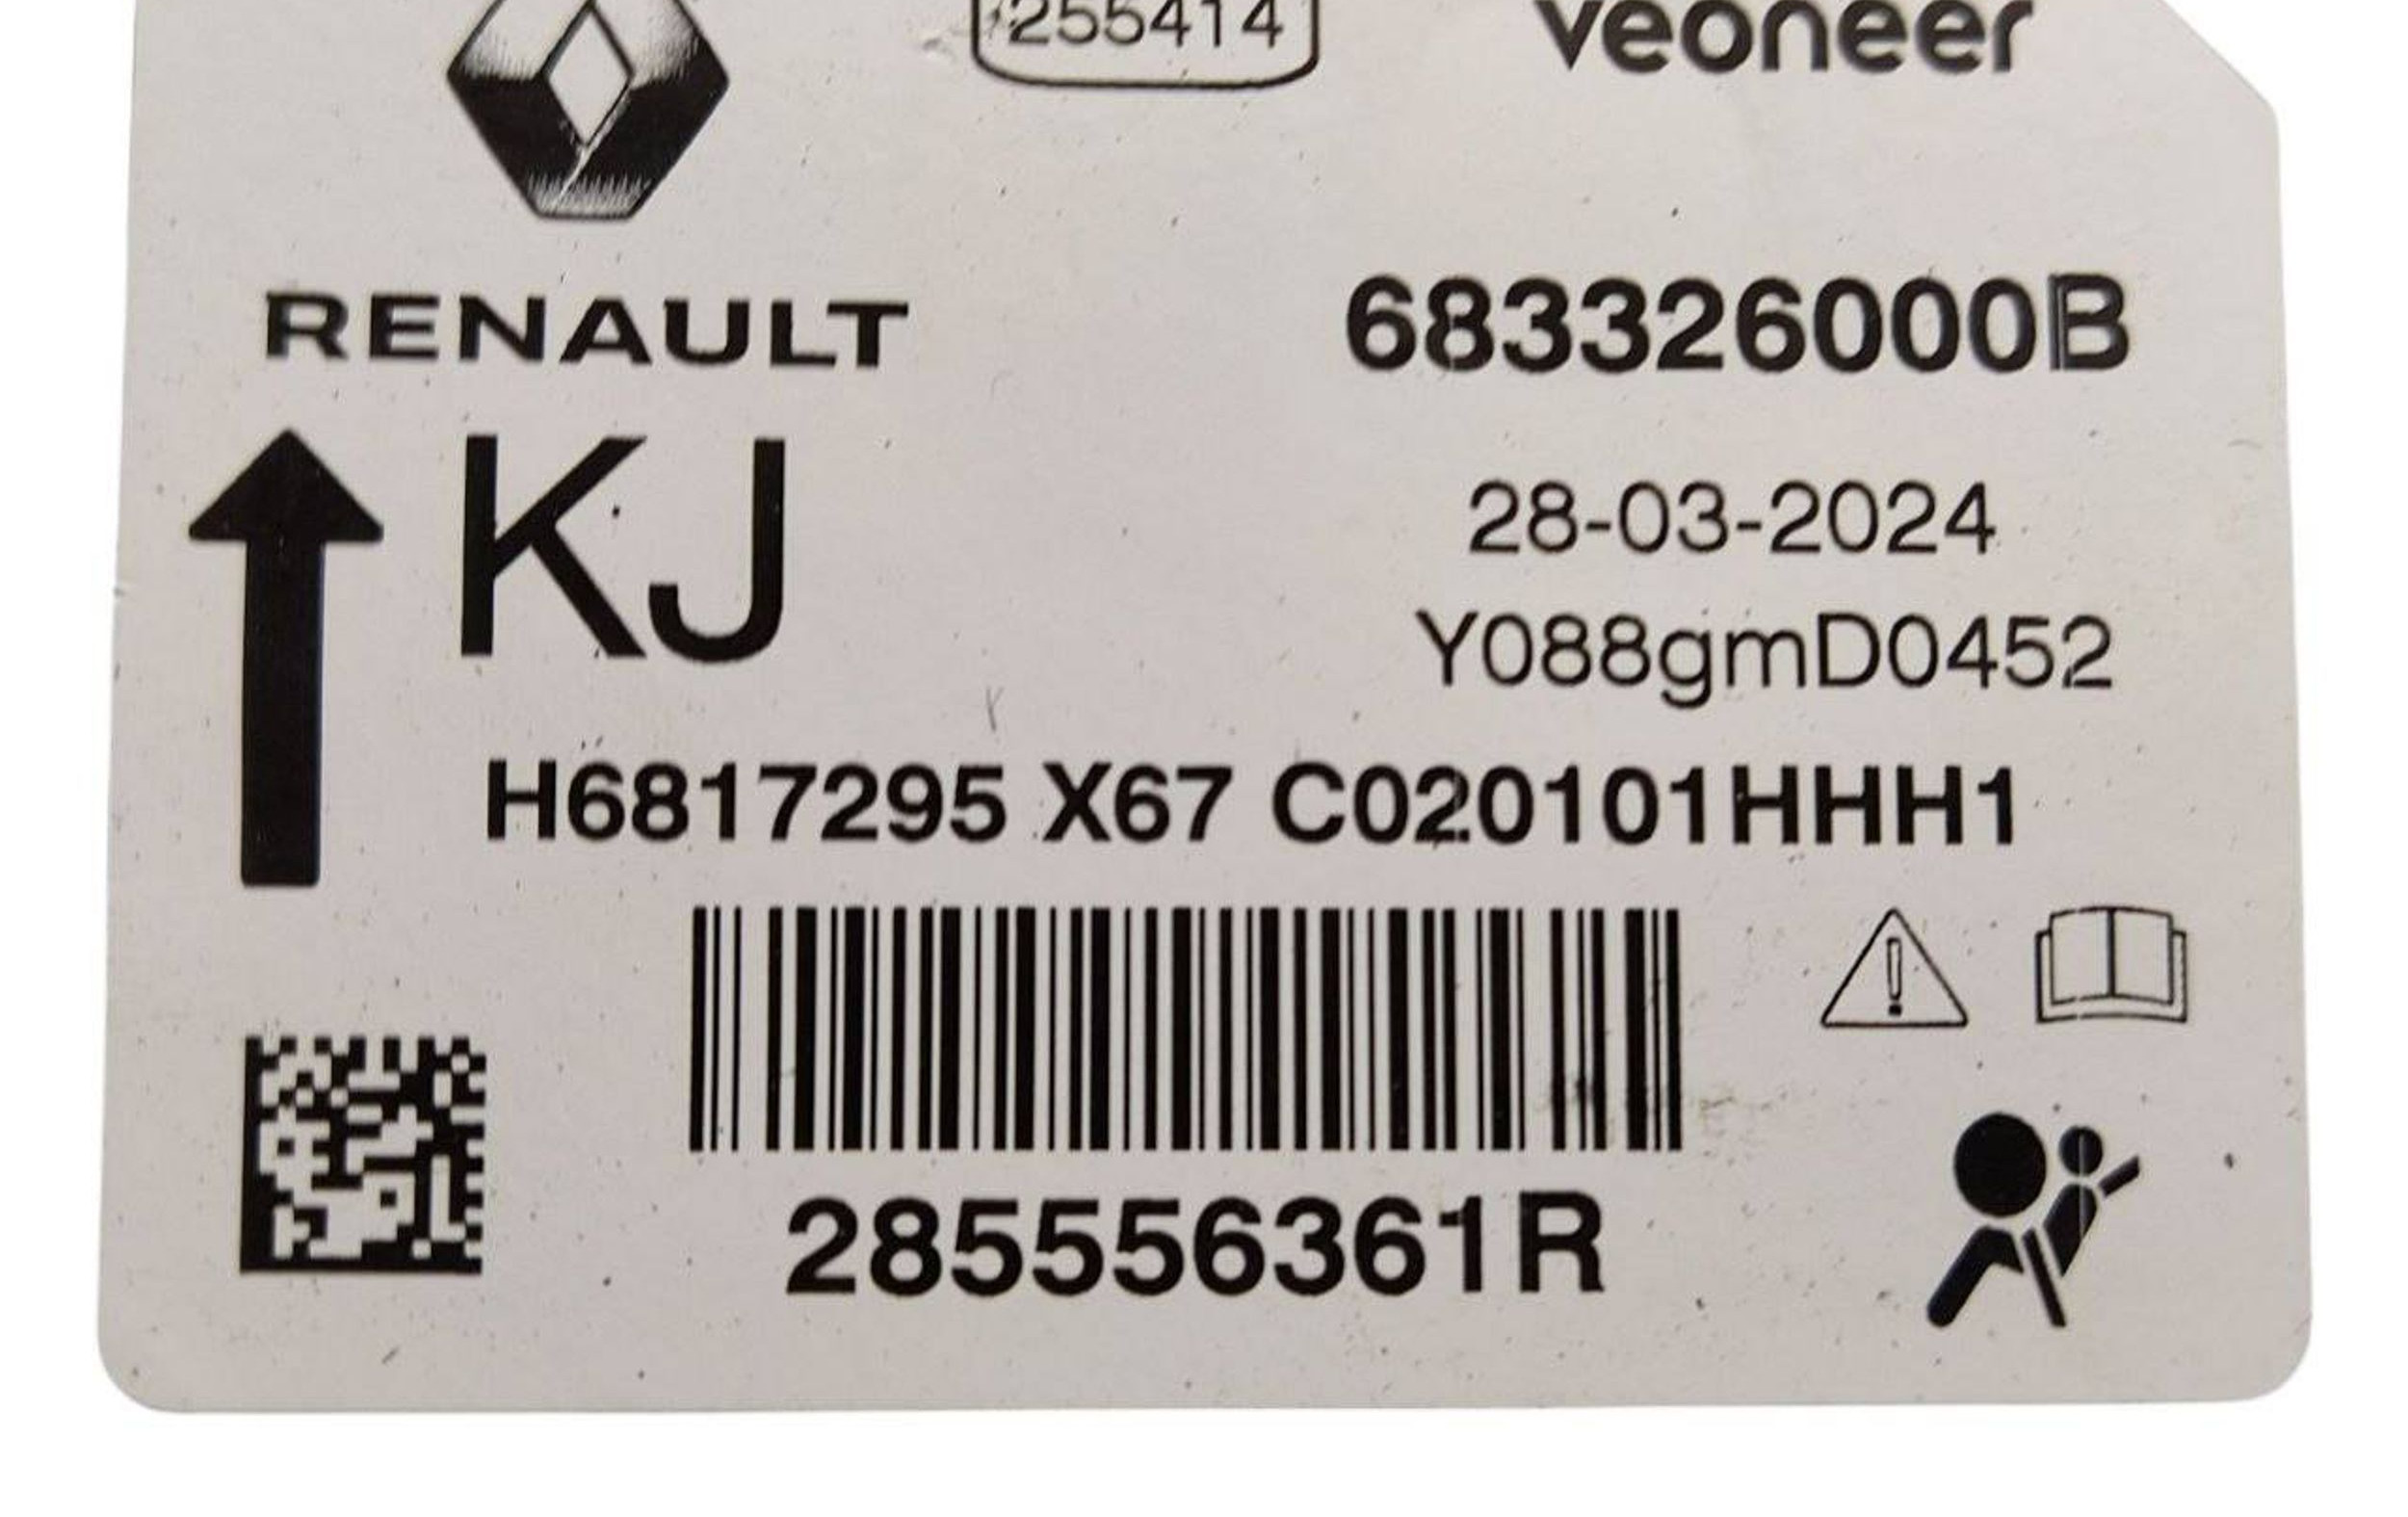 255414
veoneer
RENAULT
683326000B
KJ
28-03-2024
Y088gmD0452
H6817295 X67 C020101HHH1
285556361R